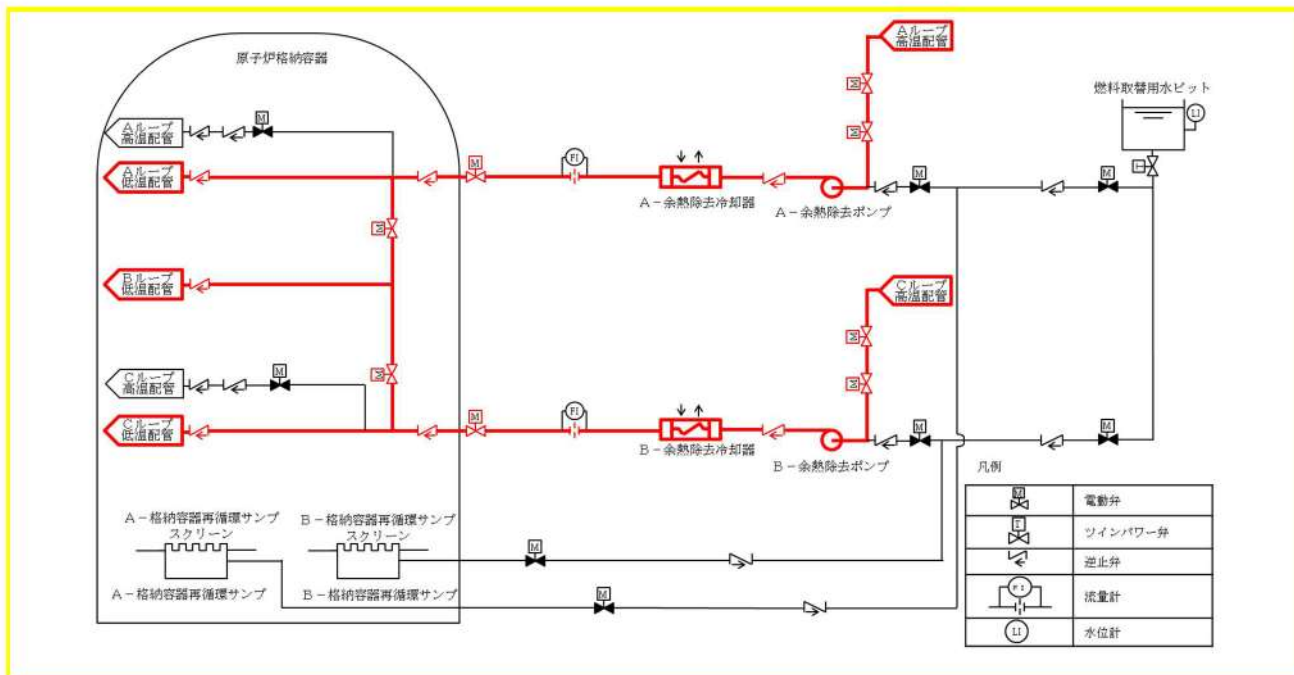 原子炉格納容器
Aループ
高温配管
Aループ
高温配管
燃料取替用水ピット
LI
M
M
M
T
Aループ
低温配管
M
FI
M
M
M
A-余熱除去冷却器
A-余熱除去ポンプ
M
Bループ
低温配管
Cループ
高温配管
M
Cループ
高温配管
M
M
M
Cループ
低温配管
M
FI
M
M
B-余熱除去冷却器
B-余熱除去ポンプ
凡例
M
電動弁
T
ツインパワー弁
逆止弁
FI
流量計
LI
水位計
A-格納容器再循環サンプ
スクリーン
B-格納容器再循環サンプ
スクリーン
M
A-格納容器再循環サンプ
B-格納容器再循環サンプ
M